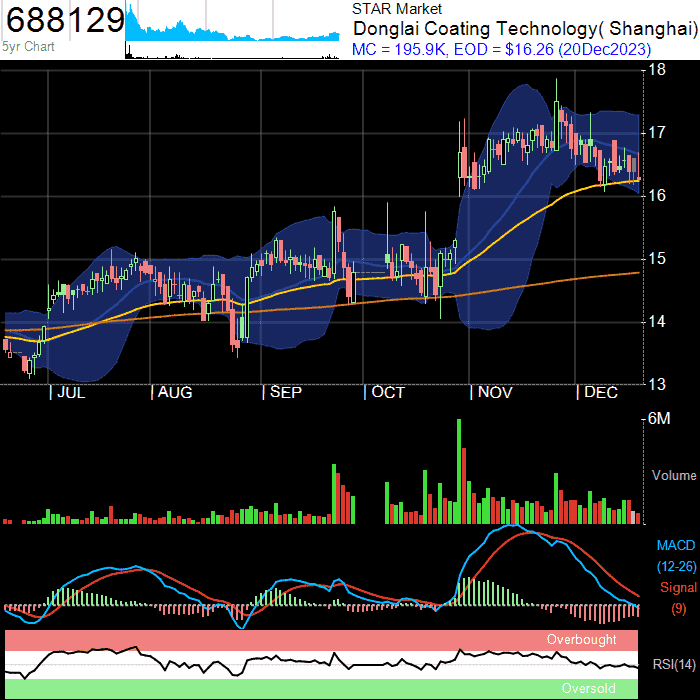 688129
5yr Chart
STAR Market
Donglai Coating Technology( Shanghai)
MC = 195.9K, EOD = $16.26 (20Dec2023)
18
17
16
15
14
13
JUL AUG SEP OCT NOV DEC
6M
Volume
MACD
(12-26)
Signal
(9)
Overbought
RSI(14)
Oversold